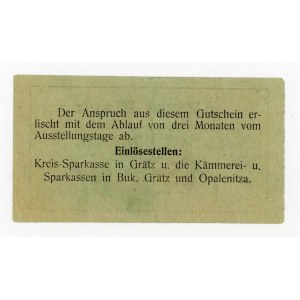 Der Anspruch aus diesem Gutschein er-
lischt mit dem Ablauf von drei Monaten vom
Ausstellungstage ab.
Einlösestellen:
Kreis-Sparkasse in Grätz u. die Kämmerei- u.
Sparkassen in Buk, Grätz und Opalenitza.